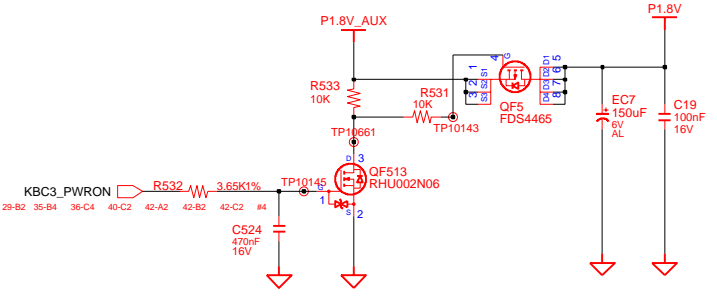 P1.8V_AUX
P1.8V
4
G
1
2
3
S1
S2
S3
D1
D2
D3
D4
5
6
7
8
R533
10K
R531
10K
QF5
FDS4465
EC7
150uF
6V
AL
C19
100nF
16V
TP10661
TP10143
D
3
QF513
RHU002N06
KBC3_PWRON
R532
3.65K1%
TP10145
G
1
S
2
29-B2 35-B4 36-C4 40-C2 42-A2 42-B2 42-C2 #4
C524
470nF
16V